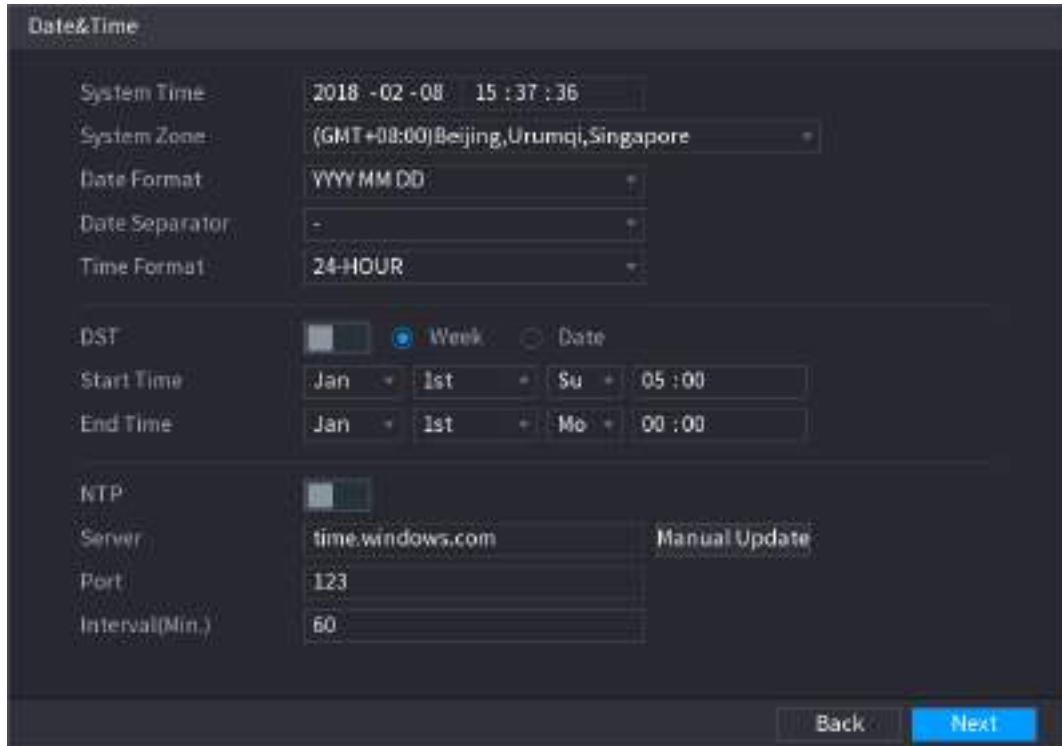 Date&Time
System Time 2018 -02 -08 15 :37 :36
System Zone (GMT+08:00)Beijing,Urumqi,Singapore
Date Format YYYY MM DD
Date Separator -
Time Format 24-HOUR
DST Week Date
Start Time Jan 1st Su 05 :00
End Time Jan 1st Mo 00 :00
NTP
Server time.windows.com Manual Update
Port 123
Interval(Min.) 60
Back Next